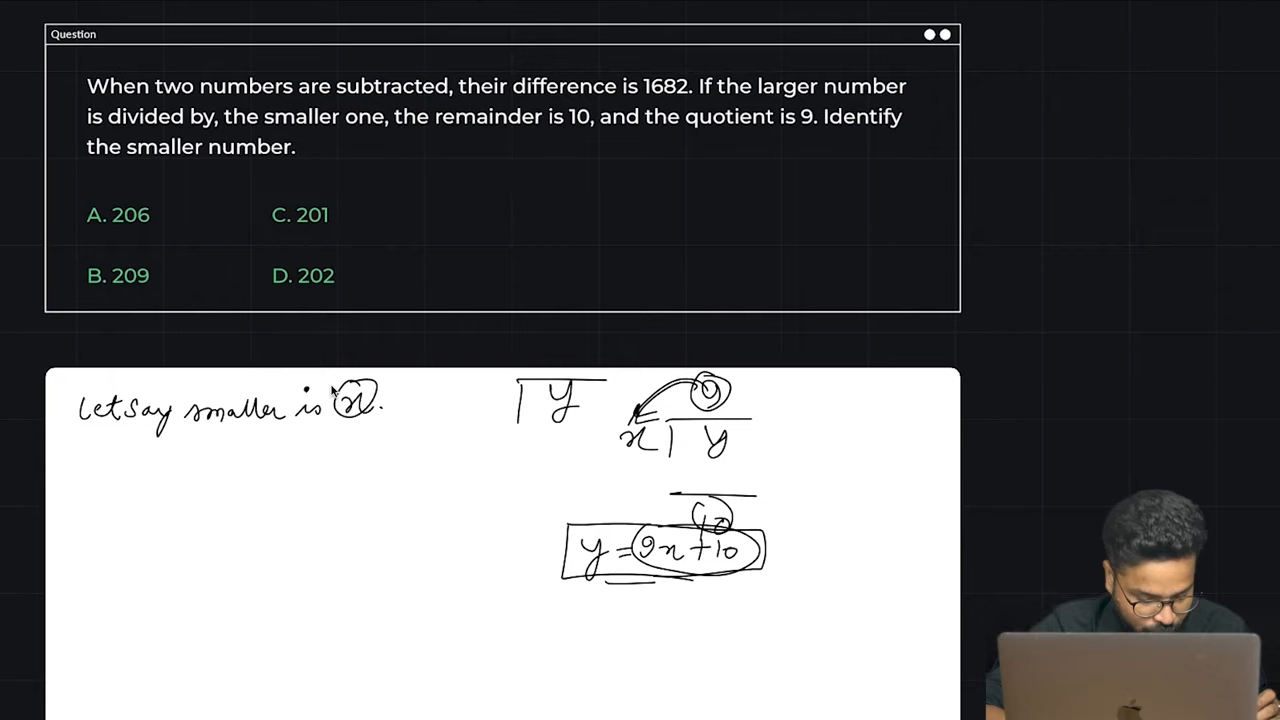 Question
When two numbers are subtracted, their difference is 1682. If the larger number
is divided by, the smaller one, the remainder is 10, and the quotient is 9. Identify
the smaller number.
A. 206
C. 201
B. 209
D. 202
Let Say smaller is x.
y
9
x
y
10
y = 9x + 10